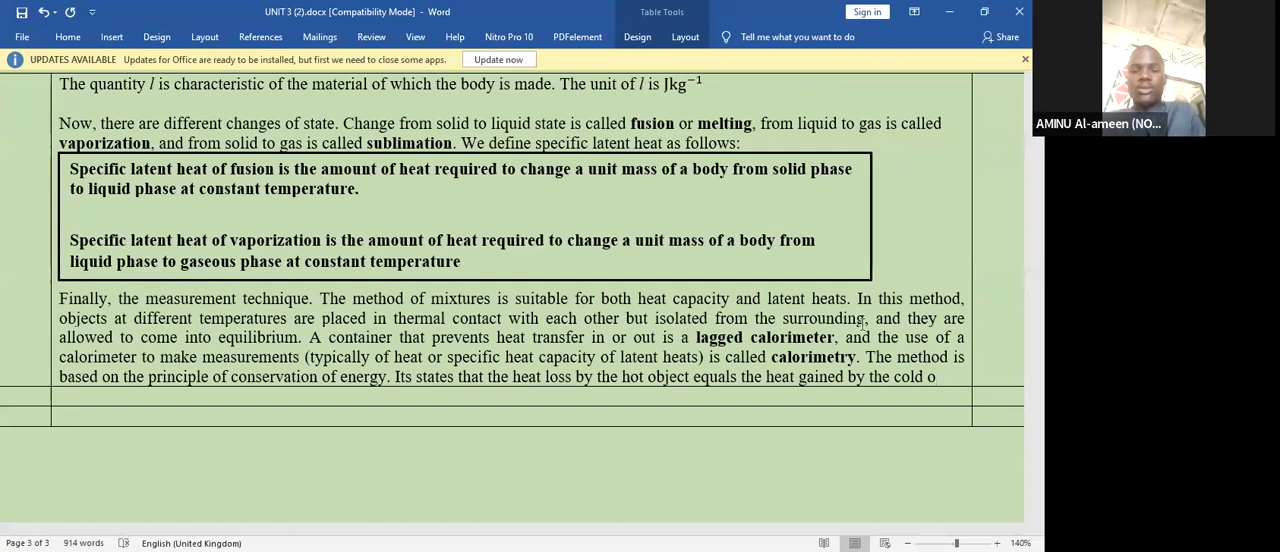 UNIT 3 (2).docx [Compatibility Mode] - Word
Table Tools
Sign in
File Home Insert Design Layout References Mailings Review View Nitro Pro 10 PDFelement Design Layout Tell me what you want to do Share
UPDATES AVAILABLE Updates for Office are ready to be installed, but first we need to close some apps. Update now
The quantity l is characteristic of the material of which the body is made. The unit of l is Jkg⁻¹
Now, there are different changes of state. Change from solid to liquid state is called fusion or melting, from liquid to gas is called
vaporization, and from solid to gas is called sublimation. We define specific latent heat as follows:
Specific latent heat of fusion is the amount of heat required to change a unit mass of a body from solid phase
to liquid phase at constant temperature.
Specific latent heat of vaporization is the amount of heat required to change a unit mass of a body from
liquid phase to gaseous phase at constant temperature
Finally, the measurement technique. The method of mixtures is suitable for both heat capacity and latent heats. In this method,
objects at different temperatures are placed in thermal contact with each other but isolated from the surrounding, and they are
allowed to come into equilibrium. A container that prevents heat transfer in or out is a lagged calorimeter, and the use of a
calorimeter to make measurements (typically of heat or specific heat capacity of latent heats) is called calorimetry. The method is
based on the principle of conservation of energy. Its states that the heat loss by the hot object equals the heat gained by the cold o
Page 3 of 3 914 words English (United Kingdom) 140%
AMINU Al-ameen (NO...